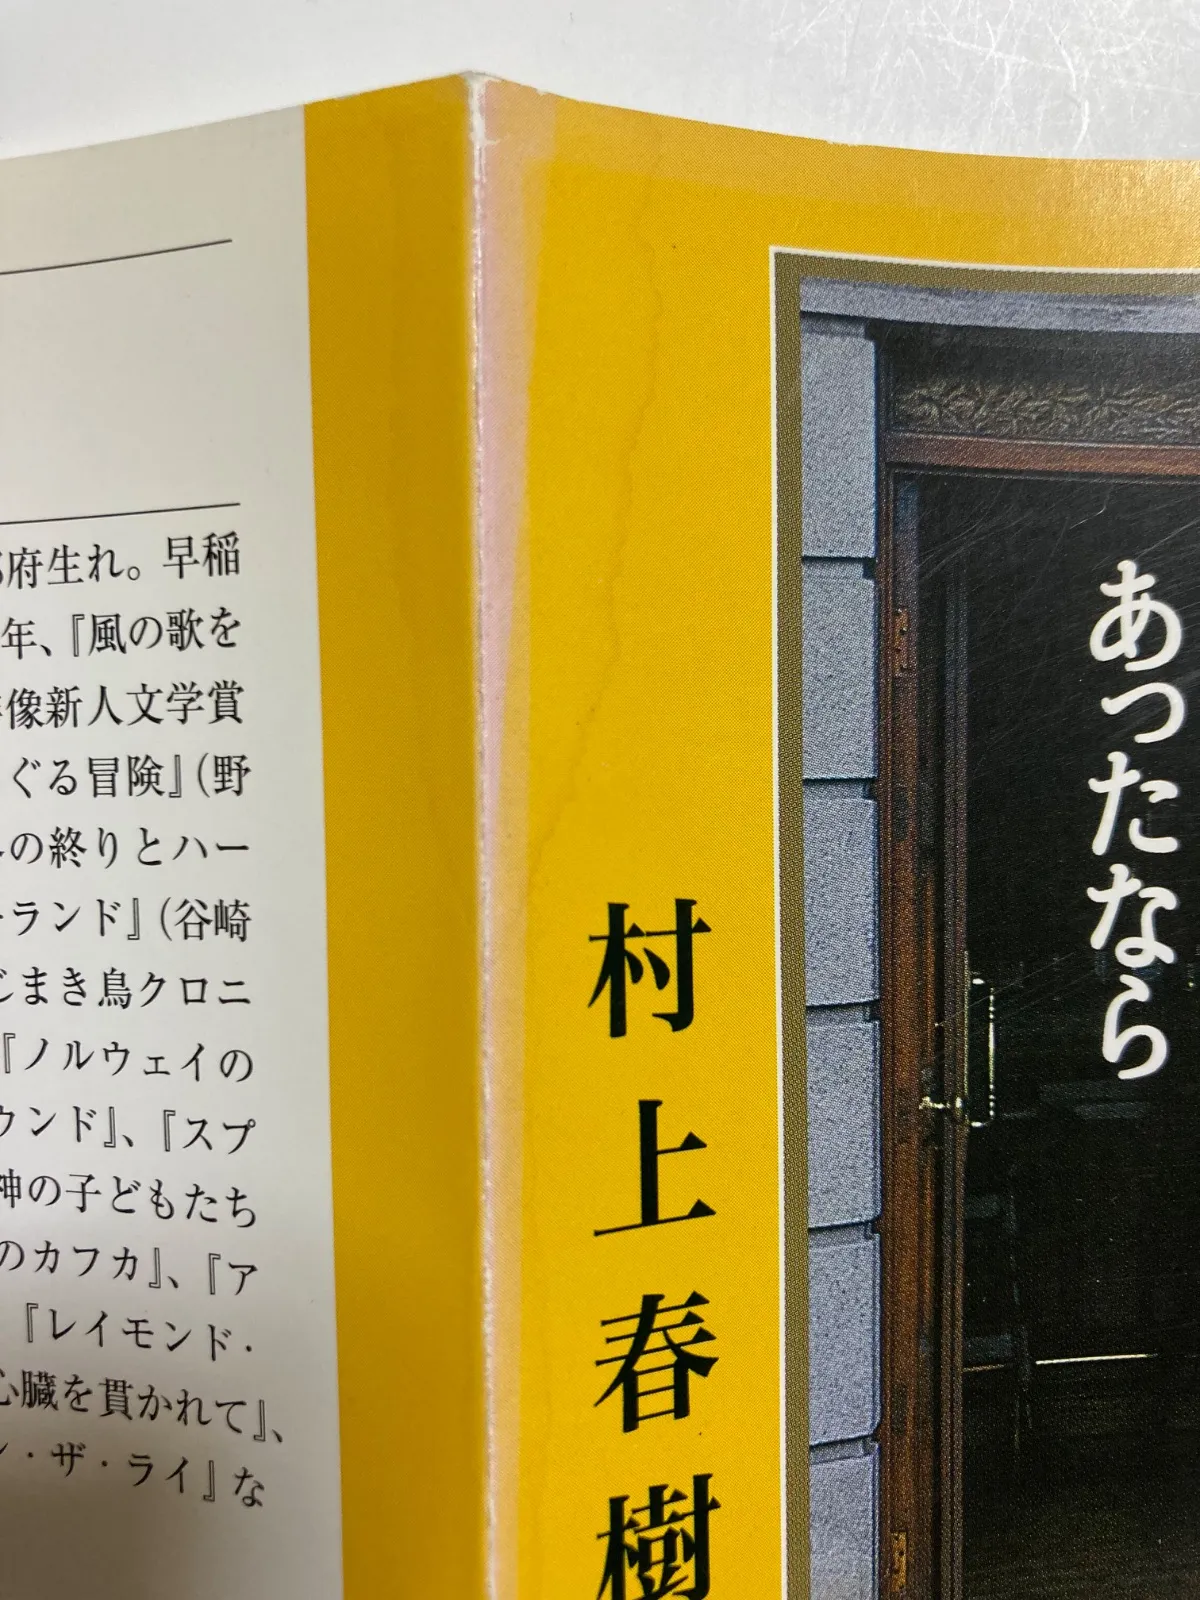 あったなら
村上春樹
府生れ。早稲
年、『風の歌を
像新人文学賞
ぐる冒険』(野
の終りとハー
ランド』(谷崎
じまき鳥クロニ
『ノルウェイの
ウンド』、『スプ
神の子どもたち
のカフカ』、『ア
『レイモンド・
心臓を貫かれて』、
ン・ザ・ライ』な